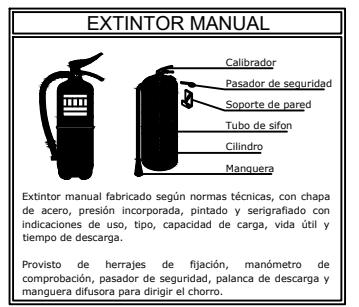 EXTINTOR MANUAL
Calibrador
Pasador de seguridad
Soporte de pared
Tubo de sifon
Cilindro
Manguera
Extintor manual fabricado según normas técnicas, con chapa
de acero, presión incorporada, pintado y serigrafiado con
indicaciones de uso, tipo, capacidad de carga, vida útil y
tiempo de descarga.
Provisto de herrajes de fijación, manómetro de
comprobación, pasador de seguridad, palanca de descarga y
manguera difusora para dirigir el chorro.